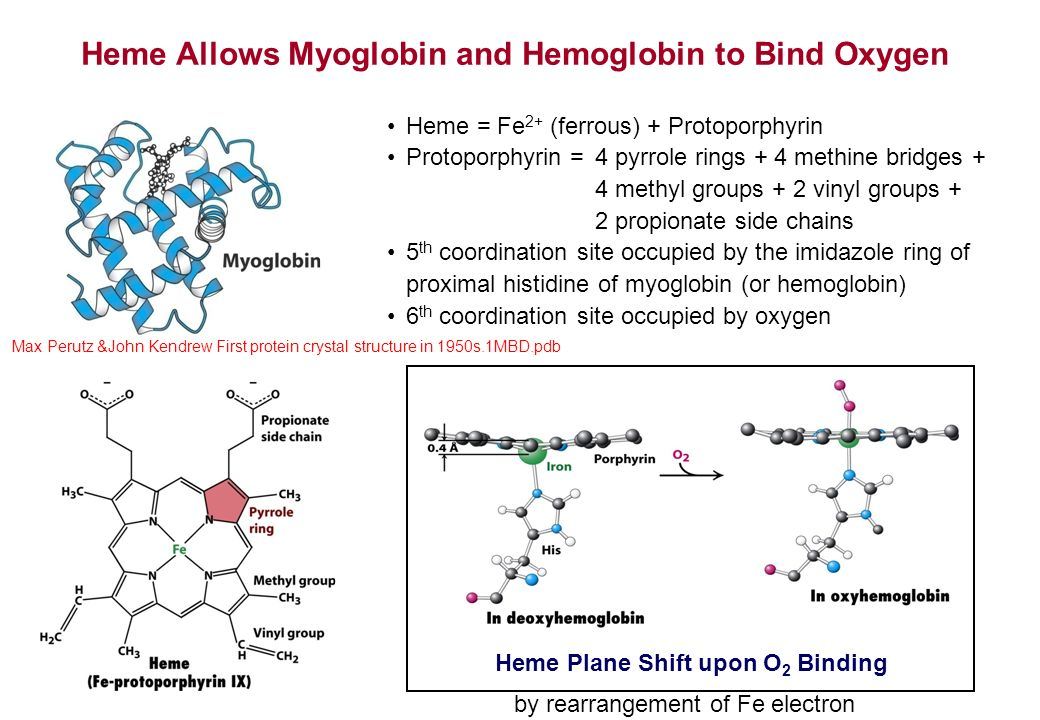 Heme Allows Myoglobin and Hemoglobin to Bind Oxygen
• Heme = Fe2+ (ferrous) + Protoporphyrin
• Protoporphyrin = 4 pyrrole rings + 4 methine bridges +
4 methyl groups + 2 vinyl groups +
2 propionate side chains
• 5th coordination site occupied by the imidazole ring of
proximal histidine of myoglobin (or hemoglobin)
• 6th coordination site occupied by oxygen
Myoglobin
Max Perutz &John Kendrew First protein crystal structure in 1950s.1MBD.pdb
– –
O O O O
C C
Propionate
side chain
H3C
CH3
Pyrrole
ring
N N
Fe
N N
Methyl group
CH3
H
C
Vinyl group
H2C
CH3
C
H
CH2
Heme
(Fe-protoporphyrin IX)
0.4 Å
Iron
Porphyrin
O2
N
N
His
H
In deoxyhemoglobin
N
N
In oxyhemoglobin
Heme Plane Shift upon O2 Binding
by rearrangement of Fe electron